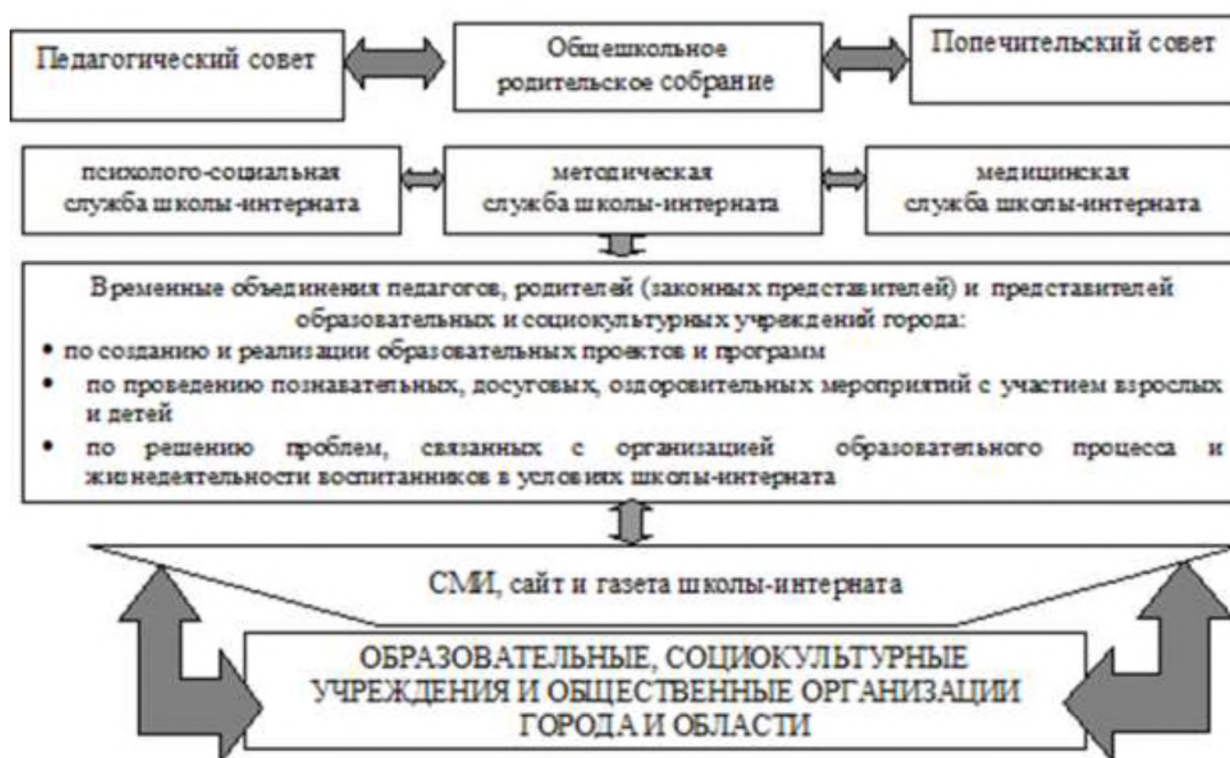 Педагогический совет
Общешкольное
родительское собрание
Попечительский совет
психолого-социальная
служба школы-интерната
методическая
служба школы-интерната
медицинская
служба школы-интерната
Временные объединения педагогов, родителей (законных представителей) и представителей
образовательных и социокультурных учреждений города:
• по созданию и реализации образовательных проектов и программ
• по проведению познавательных, досуговых, оздоровительных мероприятий с участием взрослых
и детей
• по решению проблем, связанных с организацией образовательного процесса и
жизнедеятельности воспитанников в условиях школы-интерната
СМИ, сайт и газета школы-интерната
ОБРАЗОВАТЕЛЬНЫЕ, СОЦИОКУЛЬТУРНЫЕ
УЧРЕЖДЕНИЯ И ОБЩЕСТВЕННЫЕ ОРГАНИЗАЦИИ
ГОРОДА И ОБЛАСТИ